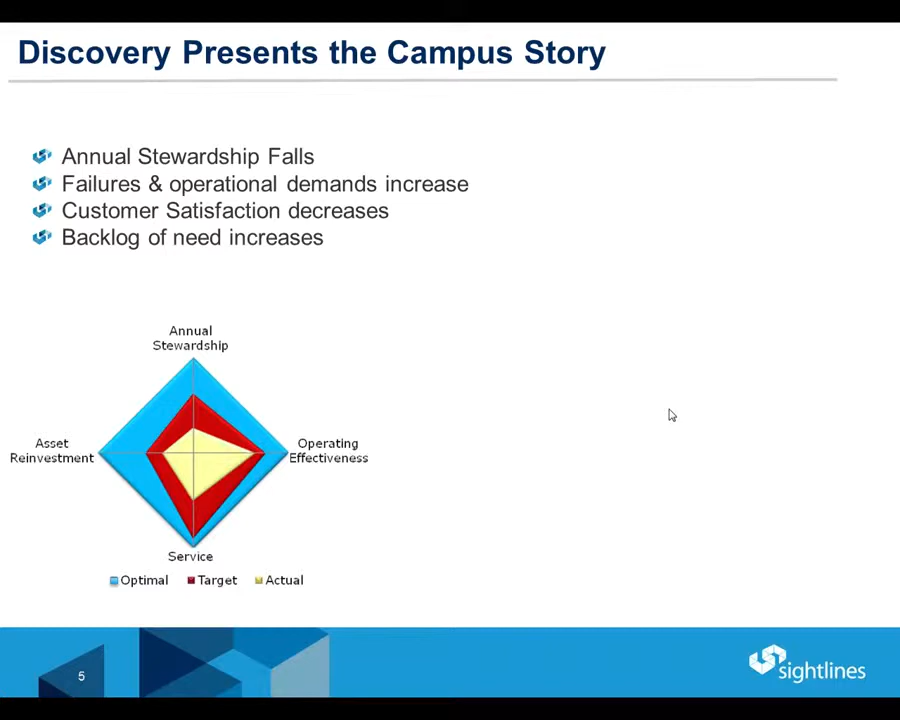 Discovery Presents the Campus Story
Annual Stewardship Falls
Failures & operational demands increase
Customer Satisfaction decreases
Backlog of need increases
Annual
Stewardship
Asset
Reinvestment
Operating
Effectiveness
Service
Optimal
Target
Actual
5
sightlines